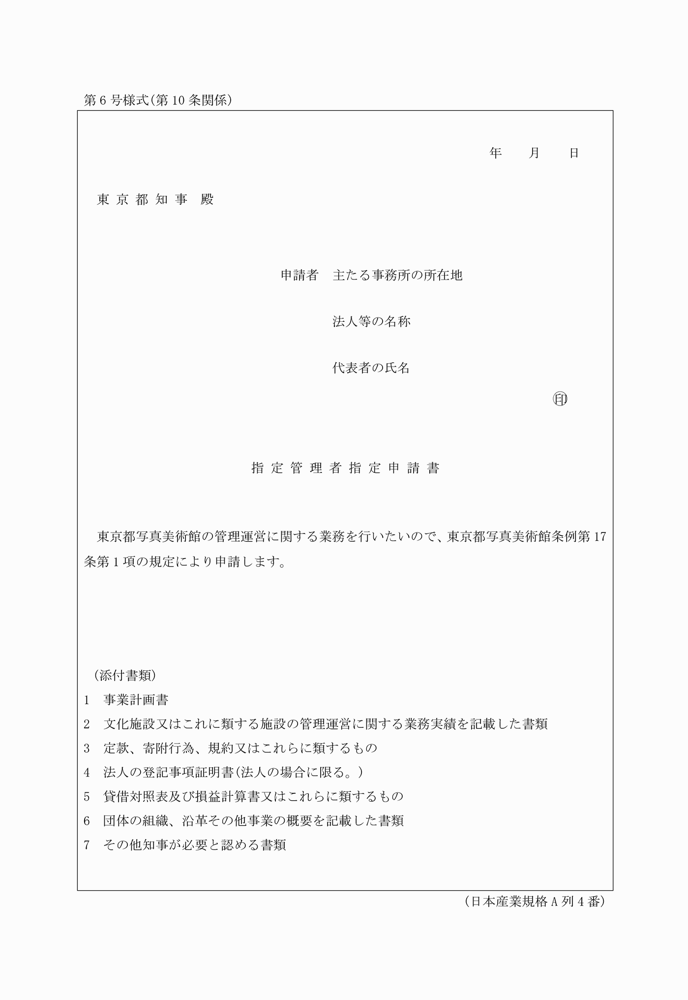 第6号様式(第10条関係)
年　　月　　日
東京都知事　殿
申請者　主たる事務所の所在地
法人等の名称
代表者の氏名
㊞
指定管理者指定申請書
東京都写真美術館の管理運営に関する業務を行いたいので、東京都写真美術館条例第17
条第1項の規定により申請します。
(添付書類)
1　事業計画書
2　文化施設又はこれに類する施設の管理運営に関する業務実績を記載した書類
3　定款、寄附行為、規約又はこれらに類するもの
4　法人の登記事項証明書(法人の場合に限る。)
5　貸借対照表及び損益計算書又はこれらに類するもの
6　団体の組織、沿革その他事業の概要を記載した書類
7　その他知事が必要と認める書類
(日本産業規格A列4番)